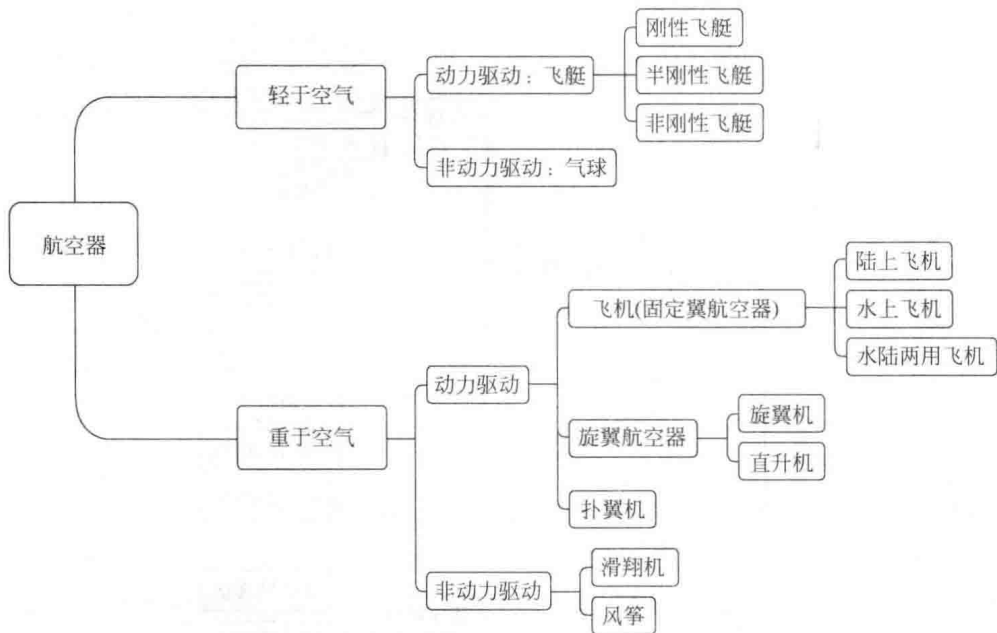 航空器
轻于空气
动力驱动：飞艇
刚性飞艇
半刚性飞艇
非刚性飞艇
非动力驱动：气球
重于空气
动力驱动
飞机(固定翼航空器)
陆上飞机
水上飞机
水陆两用飞机
旋翼航空器
旋翼机
直升机
扑翼机
非动力驱动
滑翔机
风筝